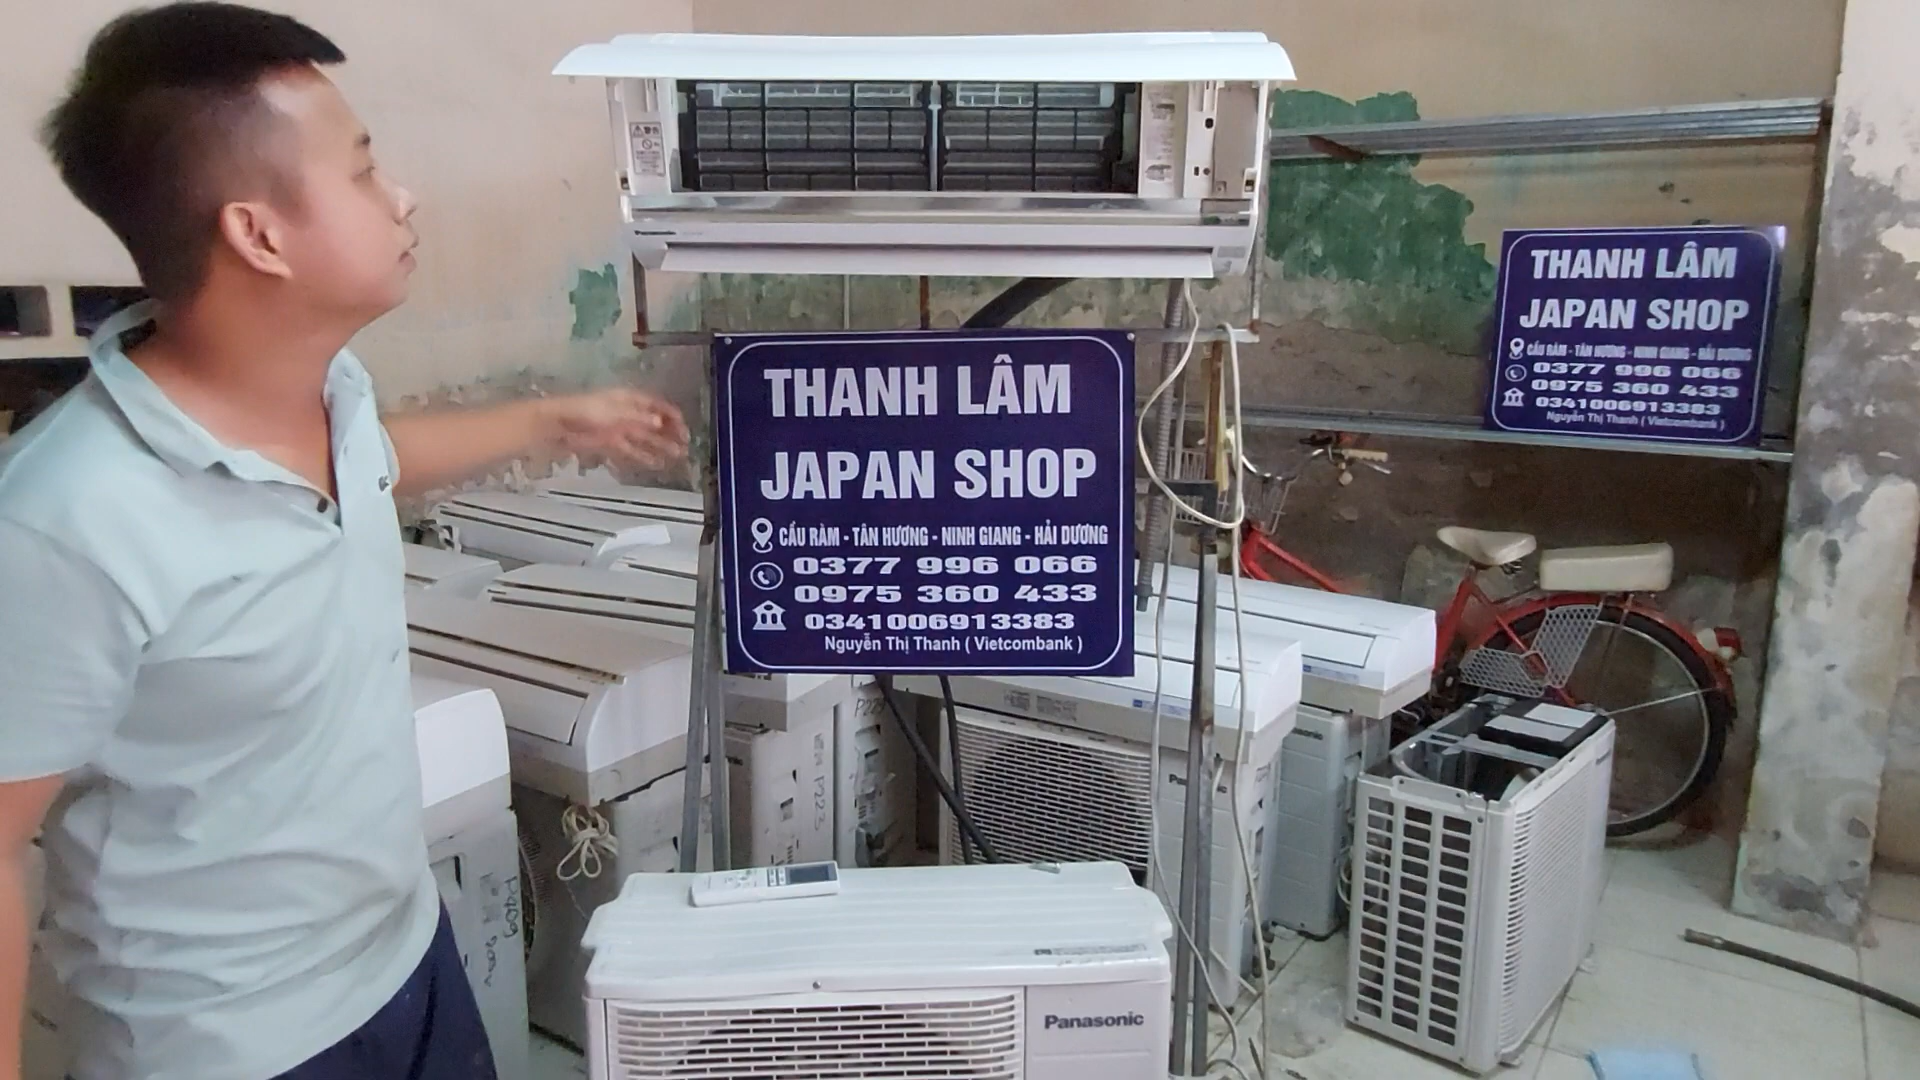 Panasonic
THANH LÂM
JAPAN SHOP
CẦU RÀM - TÂN HƯƠNG - NINH GIANG - HẢI DƯƠNG
0377 996 066
0975 360 433
0341006913383
Nguyễn Thị Thanh ( Vietcombank )
THANH LÂM
JAPAN SHOP
CẦU RÀM - TÂN HƯƠNG - NINH GIANG - HẢI DƯƠNG
0377 996 066
0975 360 433
0341006913383
Nguyễn Thị Thanh ( Vietcombank )
P223
Panasonic